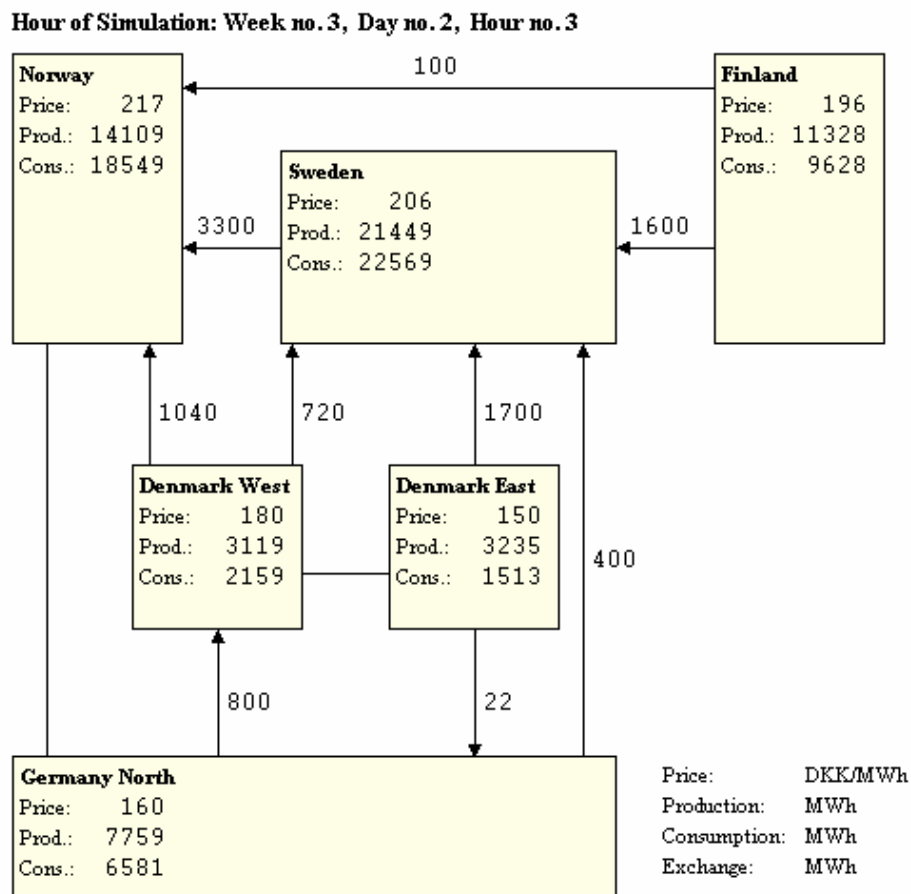 Hour of Simulation: Week no. 3, Day no. 2, Hour no. 3
100
Norway
Price: 217
Prod.: 14109
Cons.: 18549
Finland
Price: 196
Prod.: 11328
Cons.: 9628
Sweden
Price: 206
Prod.: 21449
Cons.: 22569
3300
1600
1040
720
1700
Denmark West
Price: 180
Prod.: 3119
Cons.: 2159
Denmark East
Price: 150
Prod.: 3235
Cons.: 1513
400
800
22
Germany North
Price: 160
Prod.: 7759
Cons.: 6581
Price: DKK/MWh
Production: MWh
Consumption: MWh
Exchange: MWh